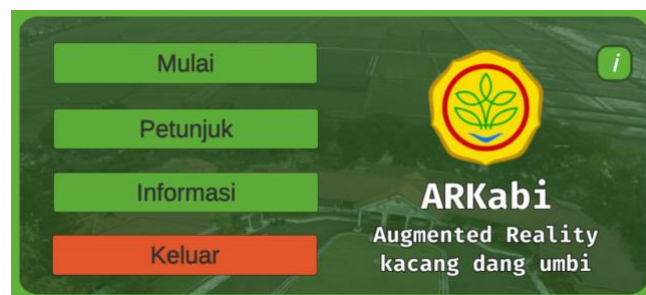 Mulai
Petunjuk
Informasi
Keluar
i
ARKabi
Augmented Reality
kacang dang umbi